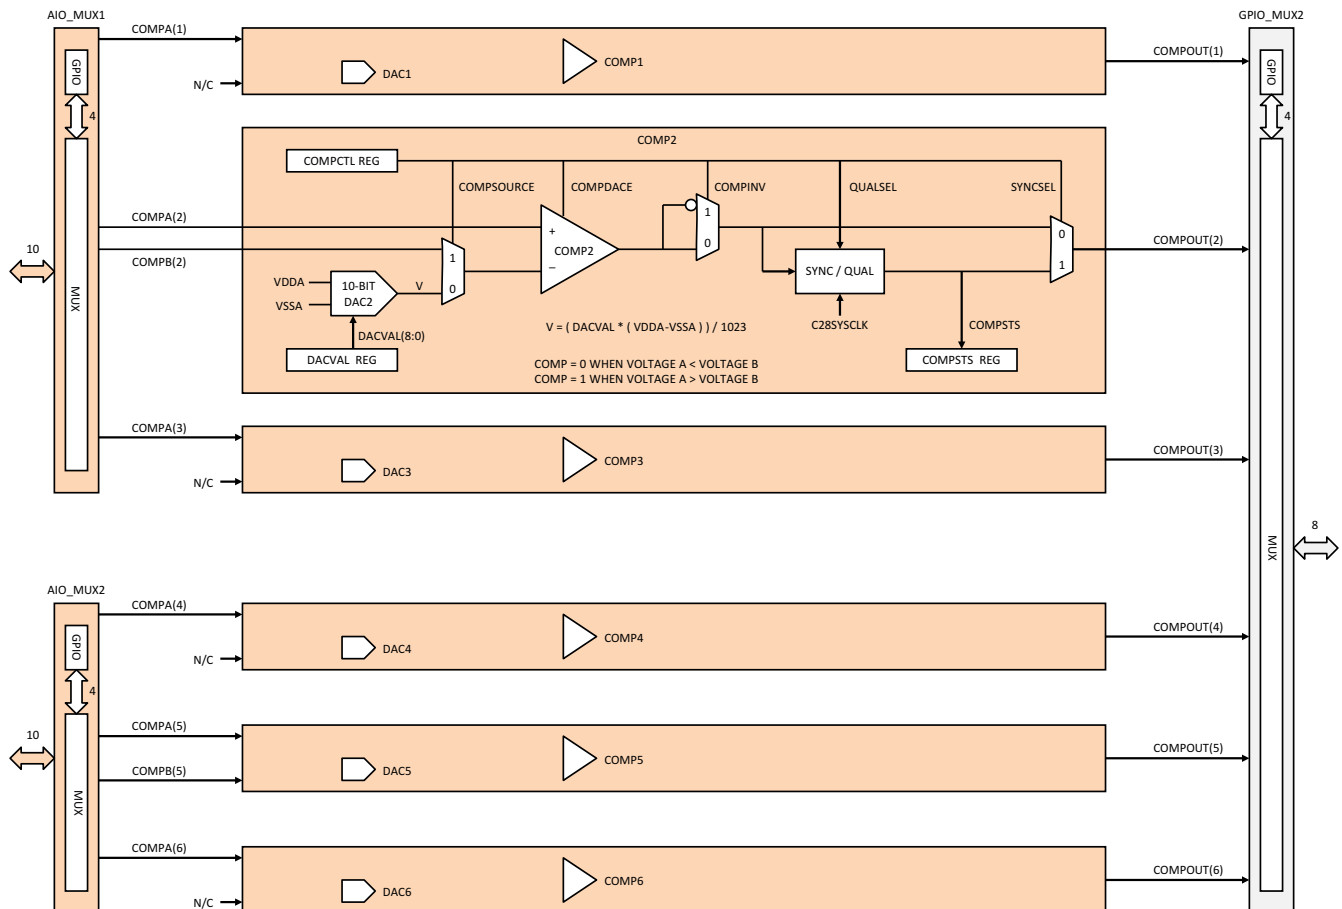 AIO_MUX1
GPIO_MUX2
COMPA(1)
GPIO
DAC1
COMP1
COMPOUT(1)
GPIO
N/C
4
4
COMP2
COMPCTL REG
COMPSOURCE
COMPDACE
COMPINV
QUALSEL
SYNCSEL
COMPA(2)
1
+
0
COMPOUT(2)
10
COMPB(2)
1
COMP2
0
–
SYNC / QUAL
1
VDDA
10-BIT
DAC2
V
0
VSSA
MUX
V = ( DACVAL * ( VDDA-VSSA ) ) / 1023
C28SYSCLK
COMPSTS
DACVAL(8:0)
DACVAL REG
COMP = 0 WHEN VOLTAGE A < VOLTAGE B
COMP = 1 WHEN VOLTAGE A > VOLTAGE B
COMPSTS REG
COMPA(3)
DAC3
COMP3
COMPOUT(3)
N/C
8
MUX
AIO_MUX2
COMPA(4)
GPIO
DAC4
COMP4
COMPOUT(4)
N/C
4
COMPA(5)
10
COMPB(5)
DAC5
COMP5
COMPOUT(5)
MUX
COMPA(6)
DAC6
COMP6
COMPOUT(6)
N/C